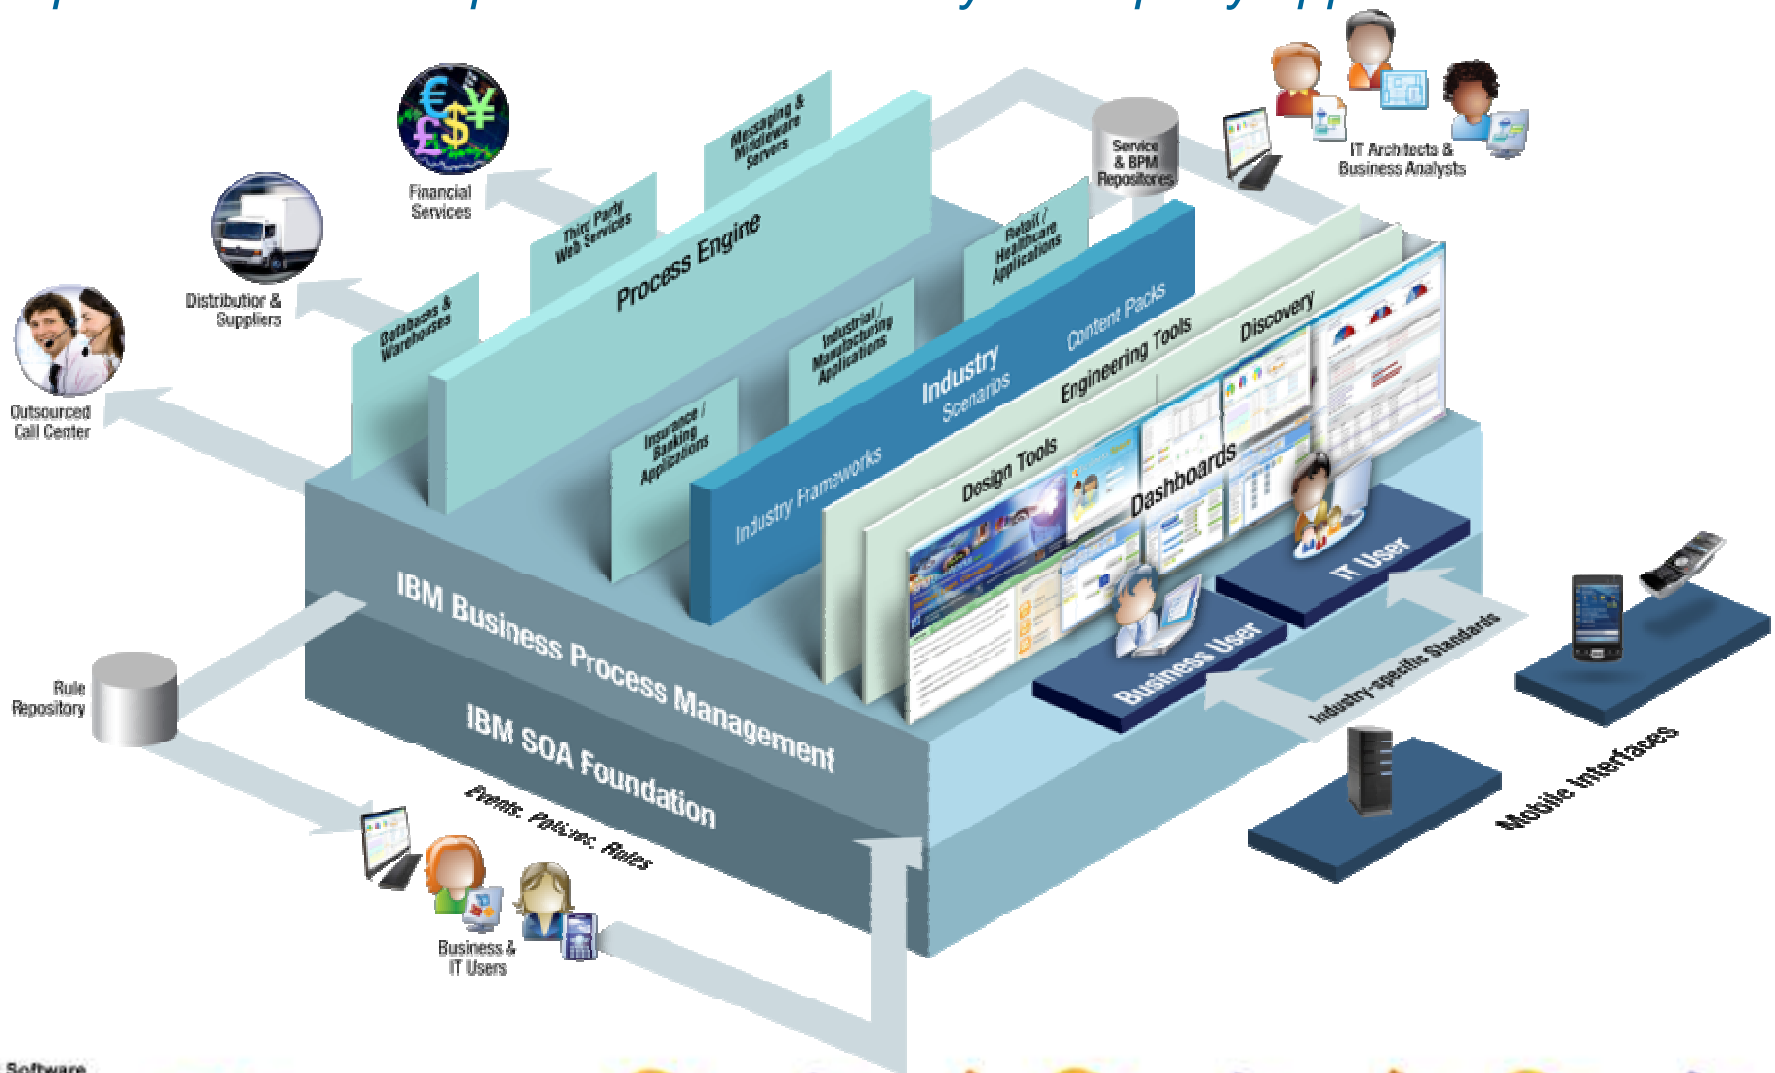 Messaging &
Middleware
Servers
Service
& BPM
Repositores
IT Architects &
Business Analysts
Financial
Services
Third Party
Web Services
Process Engine
Retail /
Healthcare
Applications
Distribution &
Suppliers
Databases &
Warehouses
Industrial /
Manufacturing
Applications
Content Packs
Industry
Scenarios
Industry Frameworks
Engineering Tools
Discovery
Design Tools
Dashboards
Outsourced
Call Center
Insurance /
Banking
Applications
IT User
Business User
Industry-specific Standards
Mobile Interfaces
IBM Business Process Management
IBM SOA Foundation
Rule
Repository
Events, Policies, Rules
Business &
IT Users
Software